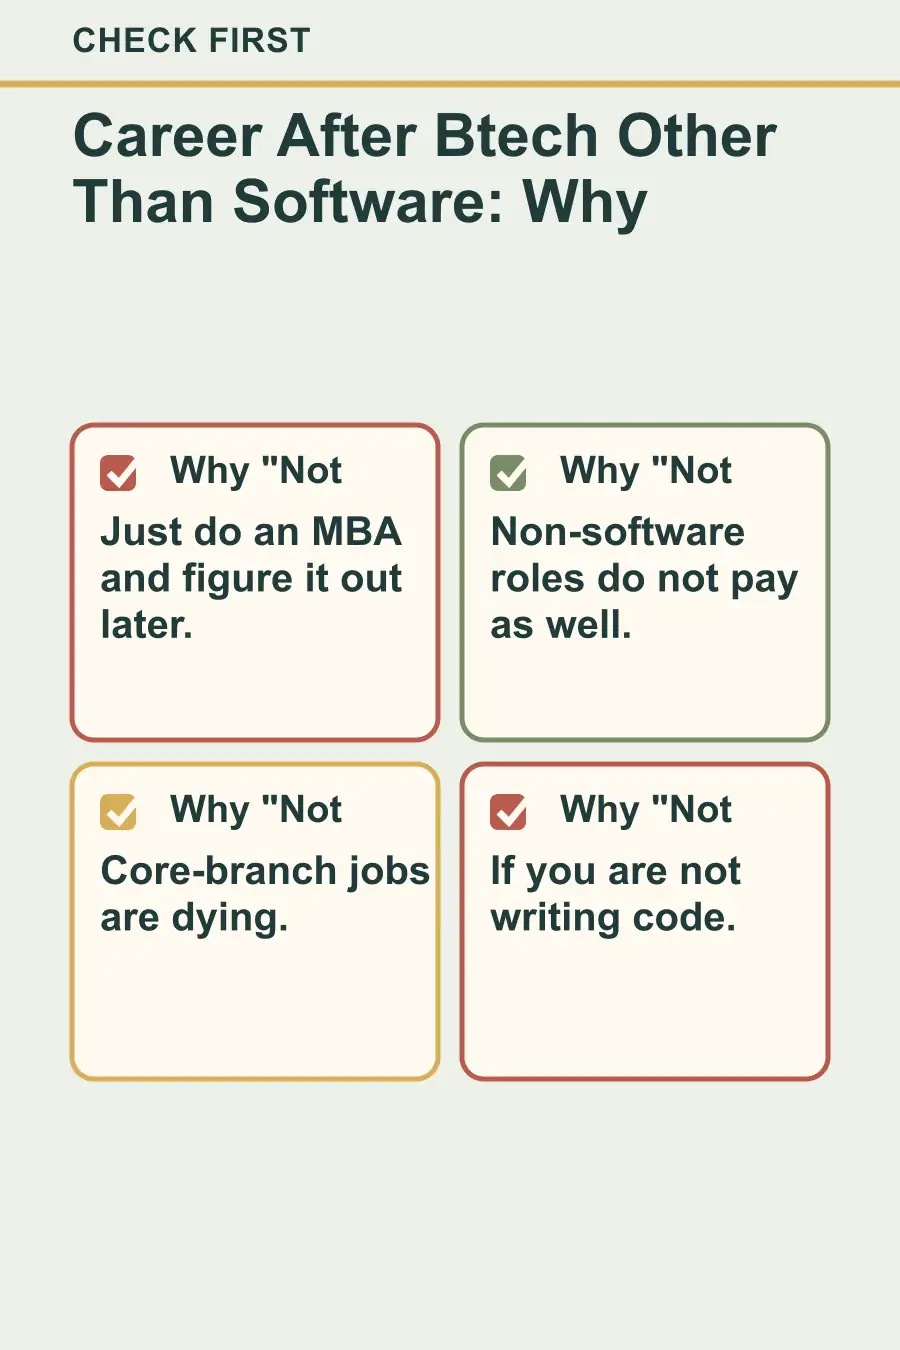 CHECK FIRST
Career After Btech Other
Than Software: Why
Why "Not
Just do an MBA
and figure it out
later.
Why "Not
Non-software
roles do not pay
as well.
Why "Not
Core-branch jobs
are dying.
Why "Not
If you are not
writing code.